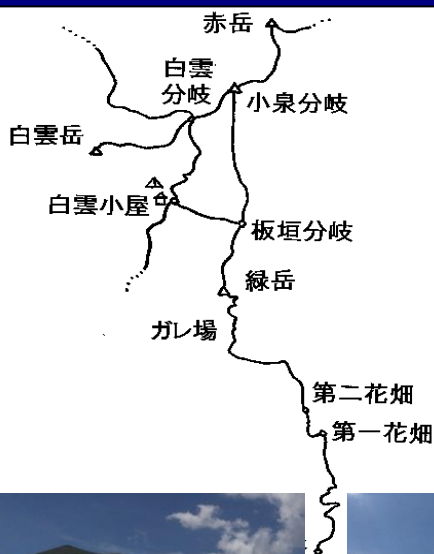 赤岳
白雲
分岐
小泉分岐
白雲岳
白雲小屋
板垣分岐
緑岳
ガレ場
第二花畑
第一花畑